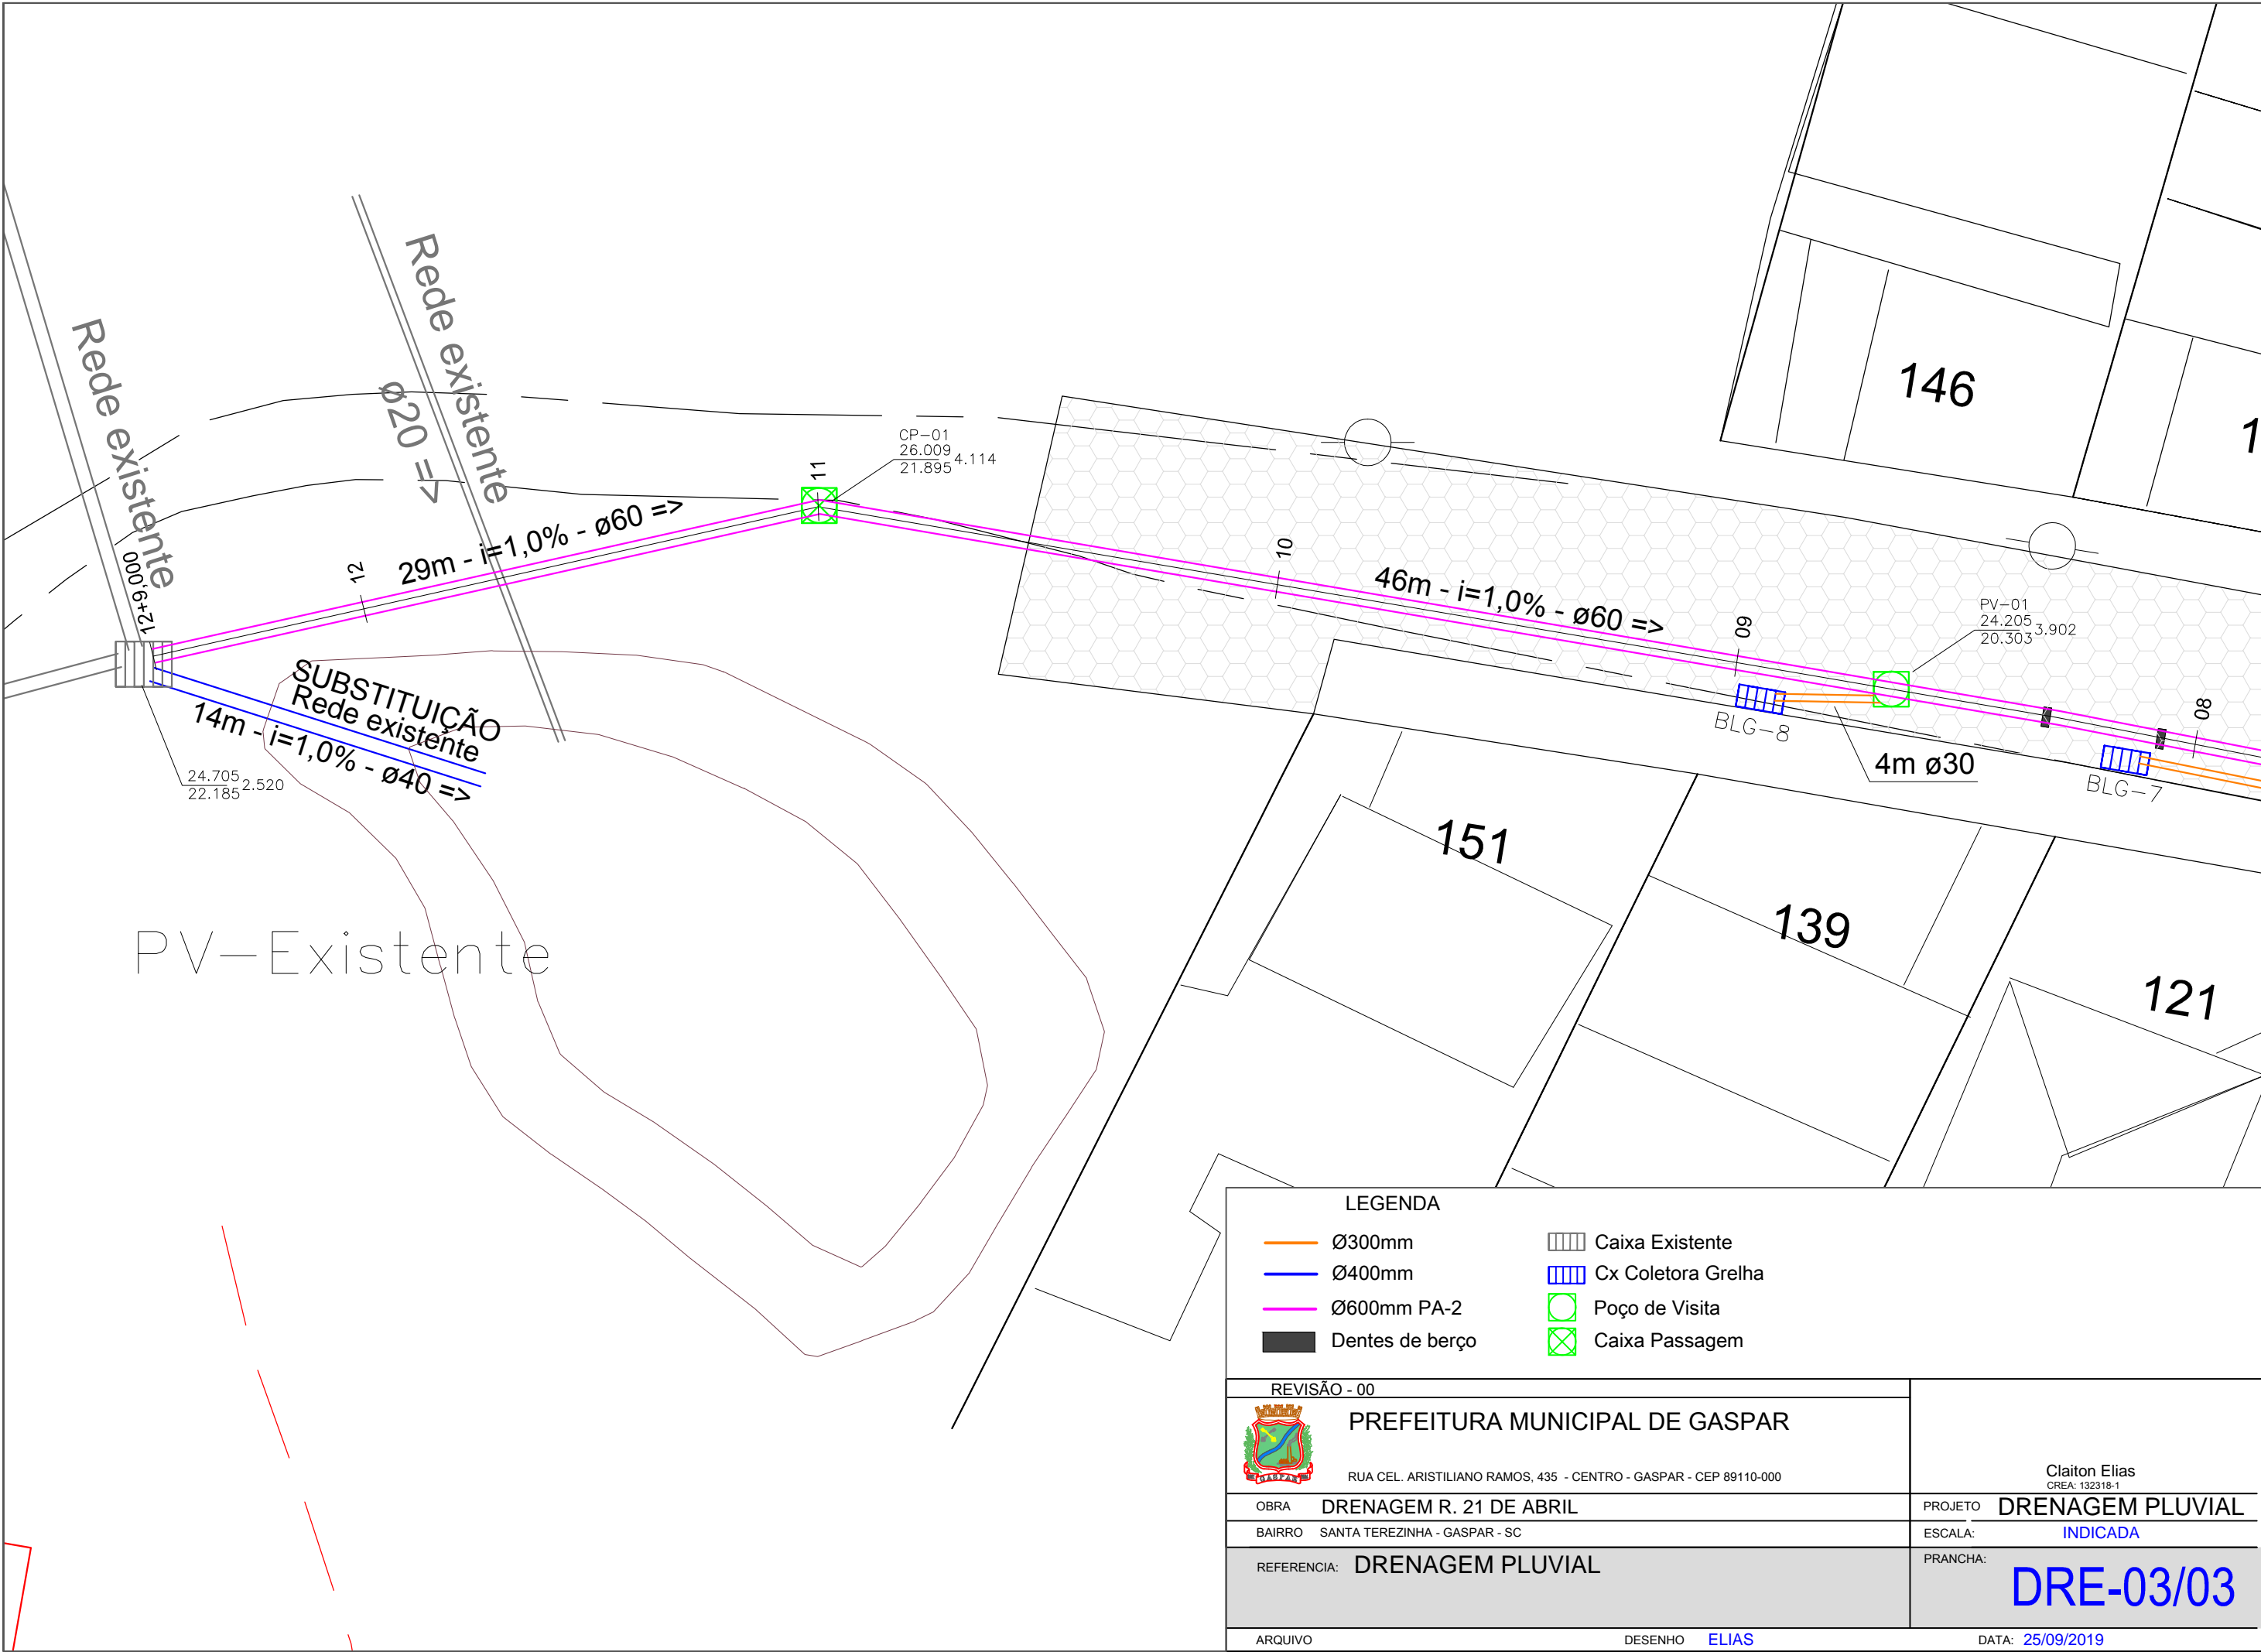 Rede existente
Rede existente
ø20 =>
12+9,000
12
29m - i=1,0% - ø60 =>
11
CP-01
26.009
21.895
4.114
10
46m - i=1,0% - ø60 =>
09
PV-01
24.205
20.303
3.902
08
BLG-8
4m ø30
BLG-7
146
1
SUBSTITUIÇÃO
Rede existente
14m - i=1,0% - ø40 =>
24.705
22.185
2.520
PV-Existente
151
139
121
LEGENDA
Ø300mm
Ø400mm
Ø600mm PA-2
Dentes de berço
Caixa Existente
Cx Coletora Grelha
Poço de Visita
Caixa Passagem
REVISÃO - 00
PREFEITURA MUNICIPAL DE GASPAR
RUA CEL. ARISTILIANO RAMOS, 435 - CENTRO - GASPAR - CEP 89110-000
GASPAR
Claiton Elias
CREA: 132318-1
OBRA DRENAGEM R. 21 DE ABRIL
PROJETO DRENAGEM PLUVIAL
BAIRRO SANTA TEREZINHA - GASPAR - SC
ESCALA: INDICADA
REFERENCIA: DRENAGEM PLUVIAL
PRANCHA: DRE-03/03
ARQUIVO
DESENHO ELIAS
DATA: 25/09/2019